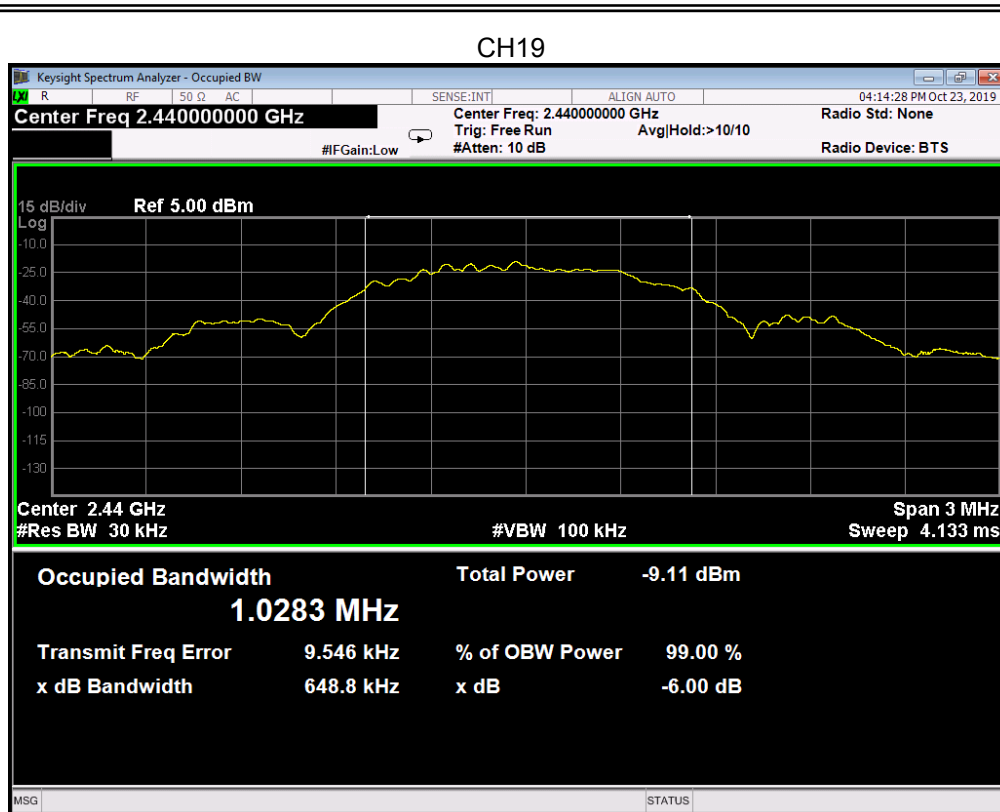 CH19
Keysight Spectrum Analyzer - Occupied BW
LXI R RF 50 Ω AC SENSE:INT ALIGN AUTO 04:14:28 PM Oct 23, 2019
Center Freq 2.440000000 GHz Center Freq: 2.440000000 GHz Radio Std: None
Trig: Free Run Avg|Hold:>10/10
#IFGain:Low #Atten: 10 dB Radio Device: BTS
15 dB/div Ref 5.00 dBm
Log
-10.0
-25.0
-40.0
-55.0
-70.0
-85.0
-100
-115
-130
Center 2.44 GHz Span 3 MHz
#Res BW 30 kHz #VBW 100 kHz Sweep 4.133 ms
Occupied Bandwidth Total Power -9.11 dBm
1.0283 MHz
Transmit Freq Error 9.546 kHz % of OBW Power 99.00 %
x dB Bandwidth 648.8 kHz x dB -6.00 dB
MSG STATUS